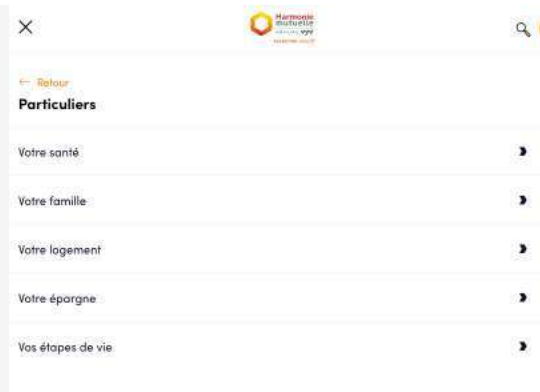 Harmonie
mutuelle
← Retour
Particuliers
Votre santé
Votre famille
Votre logement
Votre épargne
Vos étapes de vie